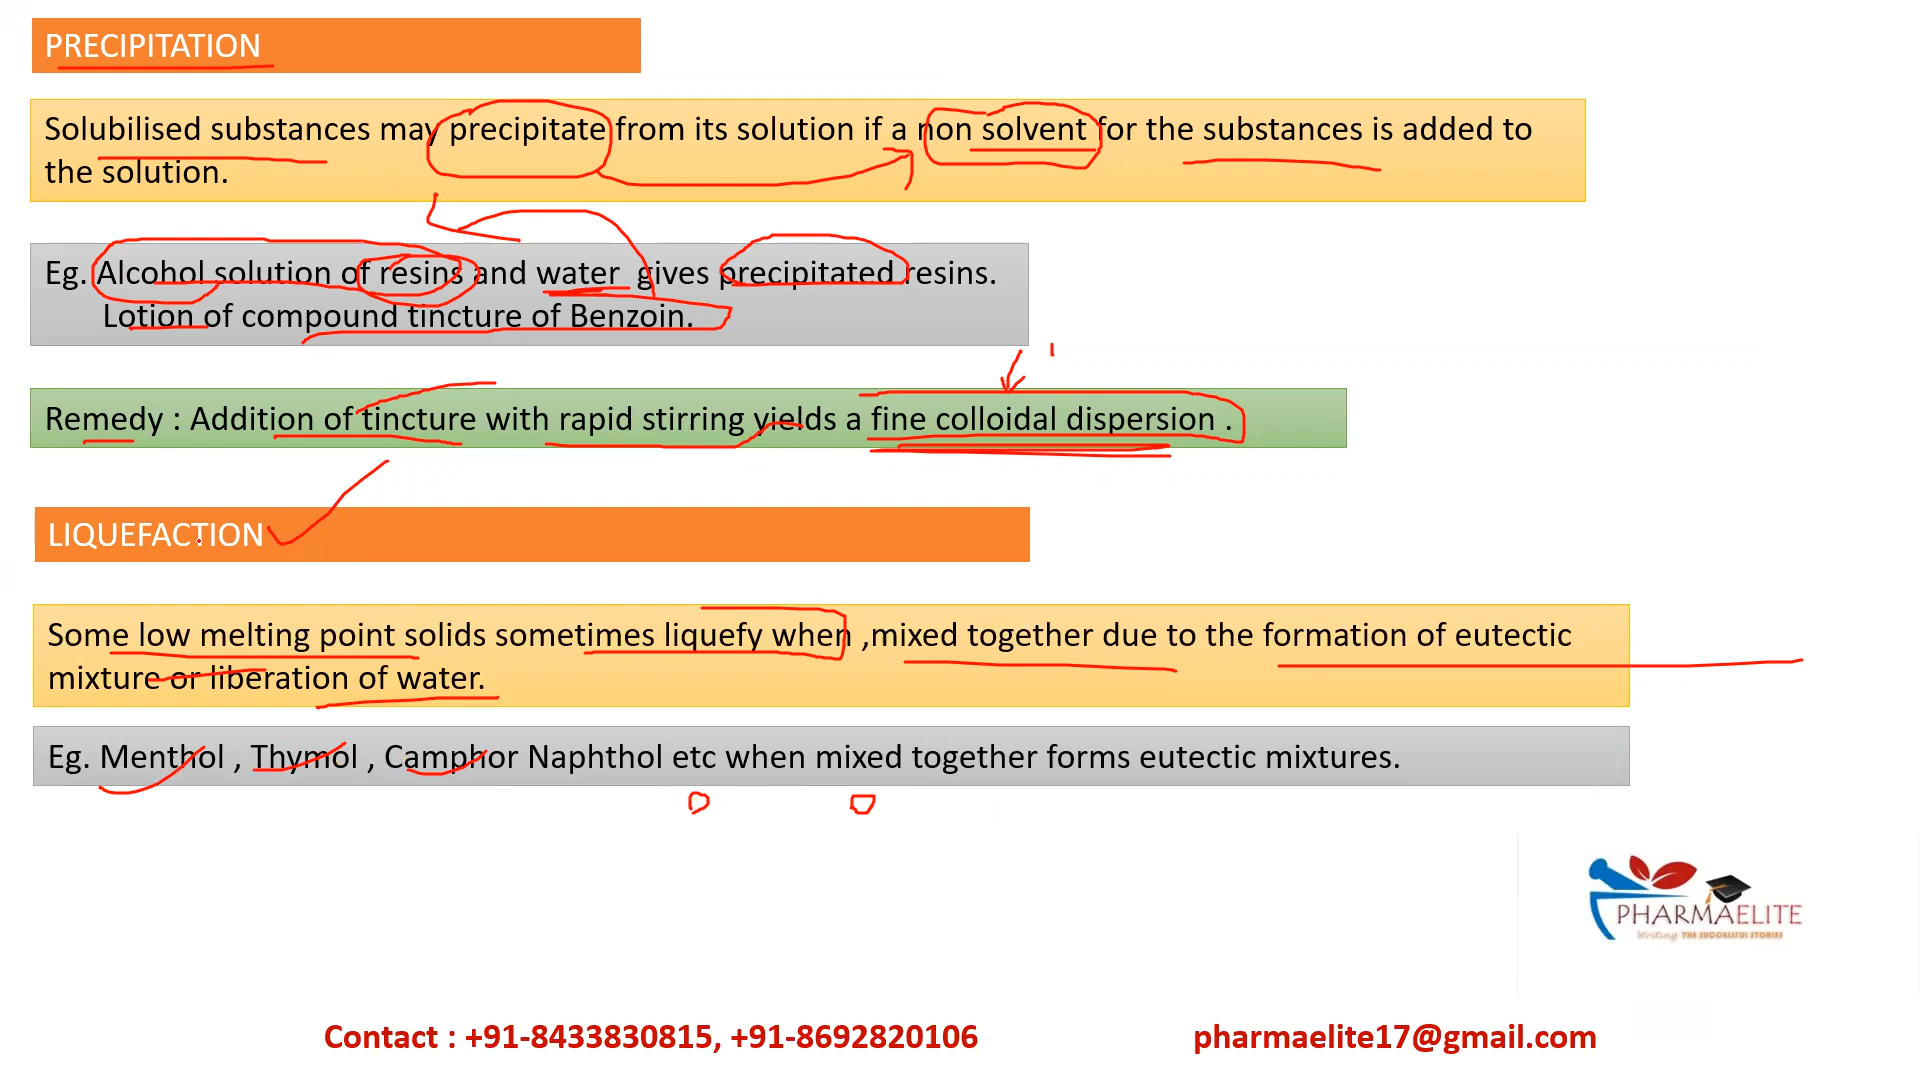 PRECIPITATION
Solubilised substances may precipitate from its solution if a non solvent for the substances is added to
the solution.
Eg. Alcohol solution of resins and water gives precipitated resins.
Lotion of compound tincture of Benzoin.
Remedy : Addition of tincture with rapid stirring yields a fine colloidal dispersion .
LIQUEFACTION
Some low melting point solids sometimes liquefy when ,mixed together due to the formation of eutectic
mixture or liberation of water.
Eg. Menthol , Thymol , Camphor Naphthol etc when mixed together forms eutectic mixtures.
PHARMAELITE
Writing THE SUCCESSFUL STORIES
Contact : +91-8433830815, +91-8692820106
pharmaelite17@gmail.com